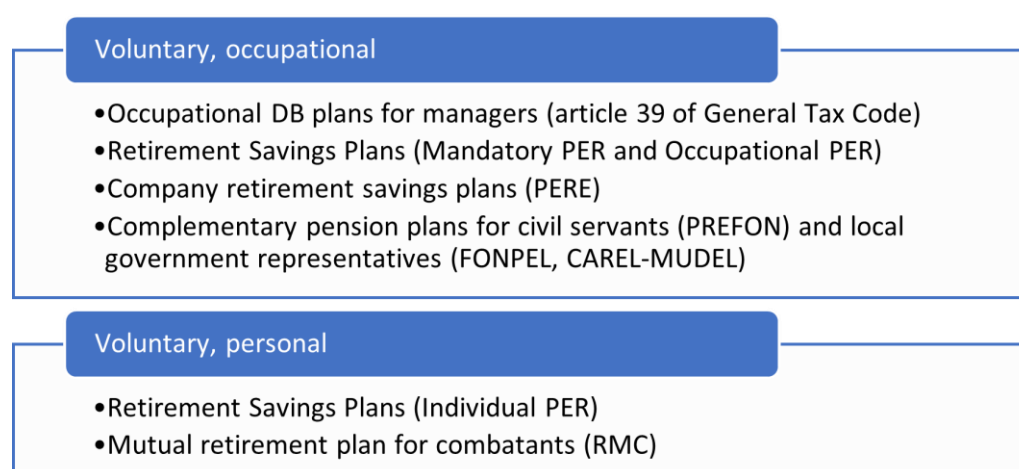 Voluntary, occupational
•Occupational DB plans for managers (article 39 of General Tax Code)
•Retirement Savings Plans (Mandatory PER and Occupational PER)
•Company retirement savings plans (PERE)
•Complementary pension plans for civil servants (PREFON) and local
government representatives (FONPEL, CAREL-MUDEL)
Voluntary, personal
•Retirement Savings Plans (Individual PER)
•Mutual retirement plan for combatants (RMC)